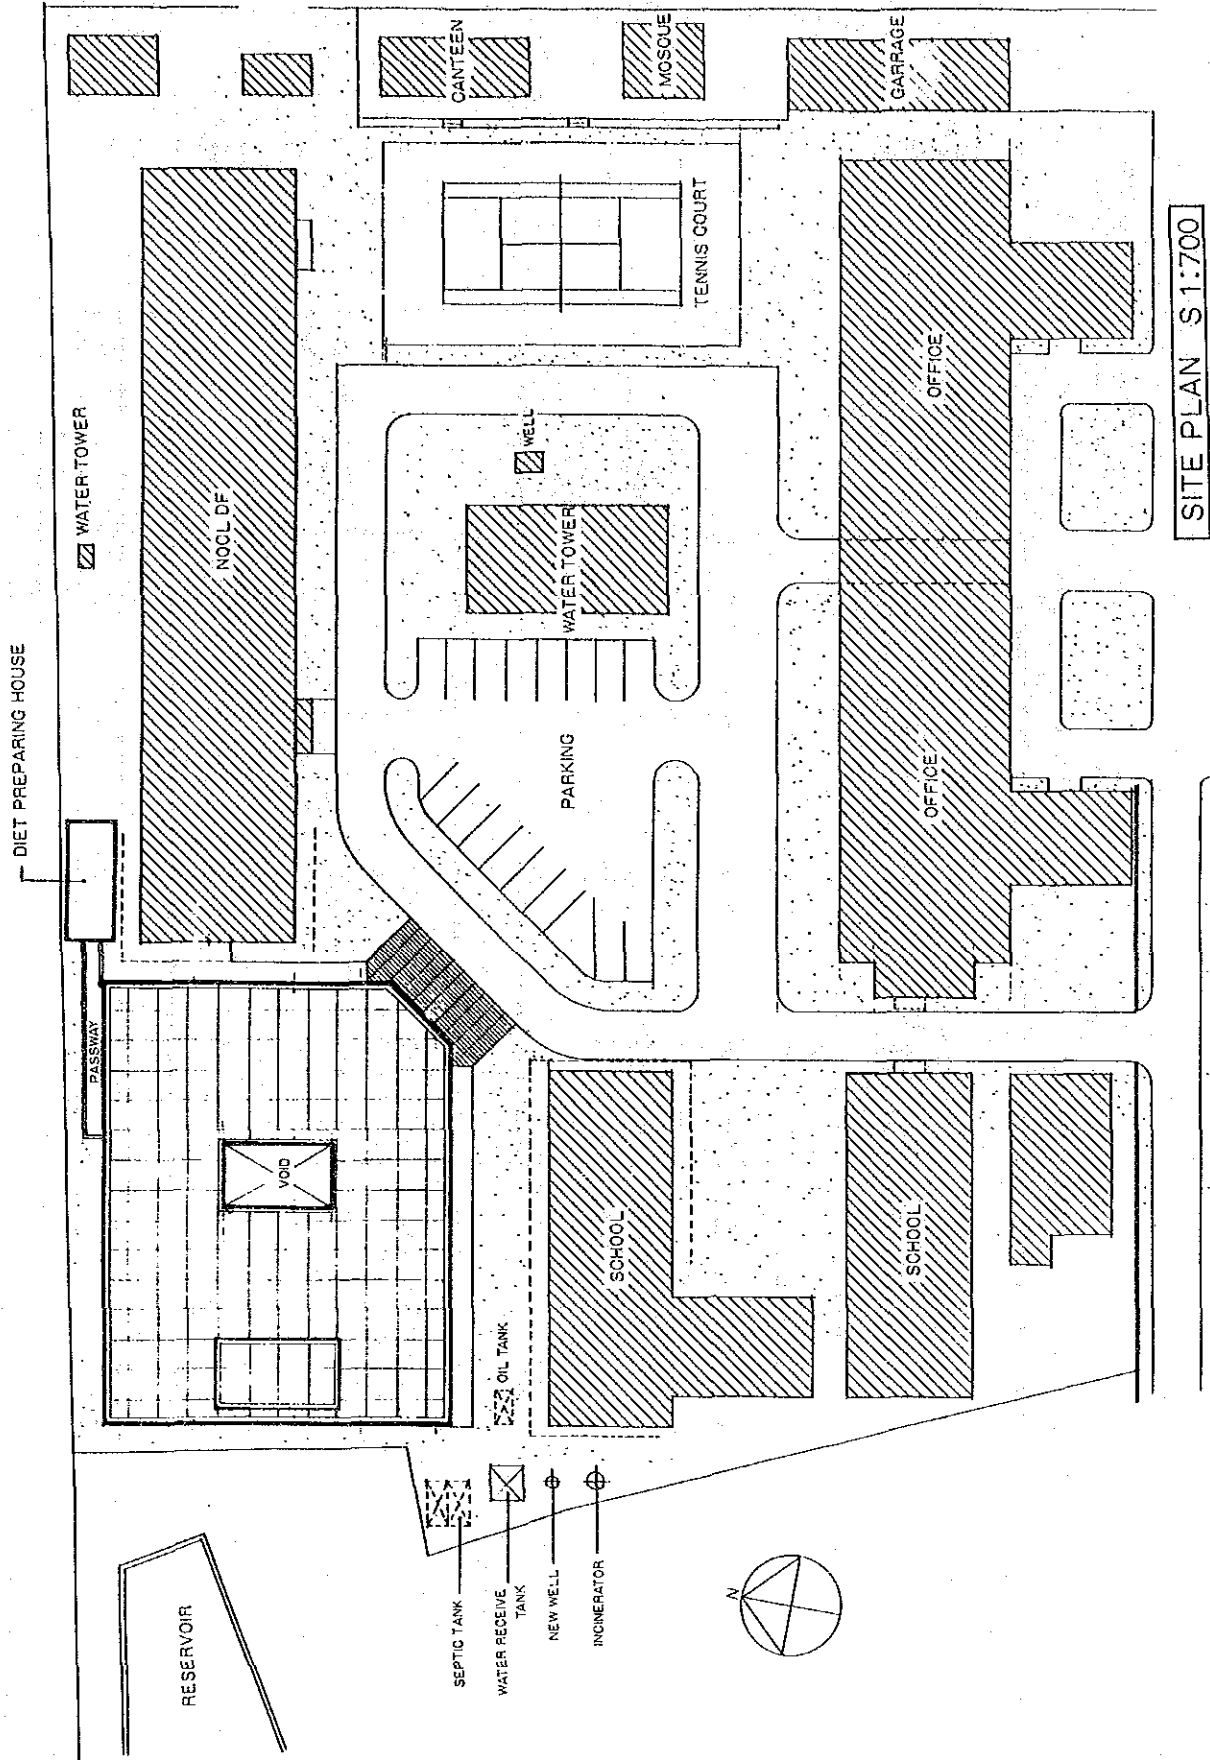 DIET PREPARING HOUSE
WATER TOWER
CANTEEN
MOSQUE
GARRAGE
NOCL DF
TENNIS COURT
WELL
WATER TOWER
PARKING
OFFICE
OFFICE
PASSWAY
VOID
SCHOOL
SCHOOL
OIL TANK
RESERVOIR
SEPTIC TANK
WATER RECEIVE
TANK
NEW WELL
INCINERATOR
N
SITE PLAN S 1:700